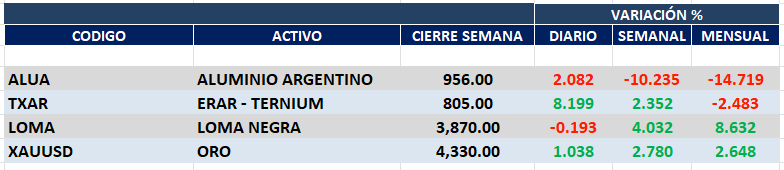 VARIACIÓN %
CODIGO ACTIVO CIERRE SEMANA DIARIO SEMANAL MENSUAL
ALUA ALUMINIO ARGENTINO 956.00 2.082 -10.235 -14.719
TXAR ERAR - TERNIUM 805.00 8.199 2.352 -2.483
LOMA LOMA NEGRA 3,870.00 -0.193 4.032 8.632
XAUUSD ORO 4,330.00 1.038 2.780 2.648